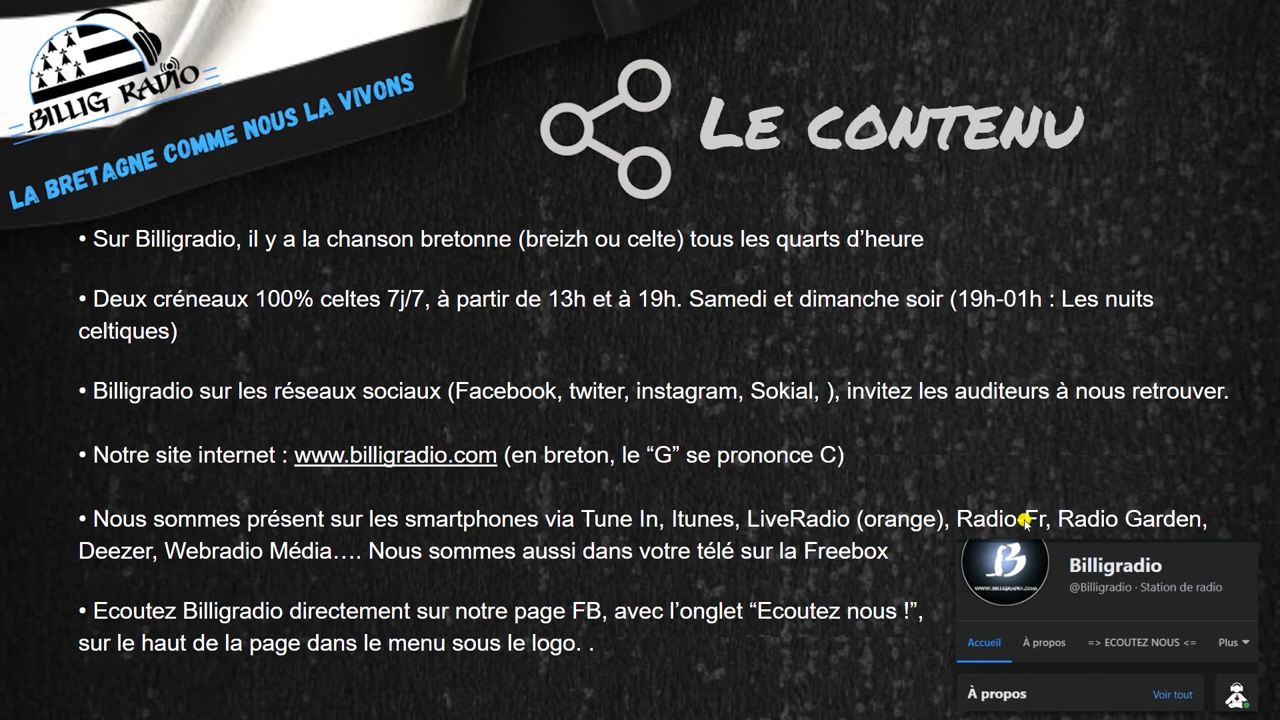 BILLIG RADIO
LA BRETAGNE COMME NOUS LA VIVONS
Le contenu
• Sur Billigradio, il y a la chanson bretonne (breizh ou celte) tous les quarts d’heure
• Deux créneaux 100% celtes 7j/7, à partir de 13h et à 19h. Samedi et dimanche soir (19h-01h : Les nuits
celtiques)
• Billigradio sur les réseaux sociaux (Facebook, twiter, instagram, Sokial, ), invitez les auditeurs à nous retrouver.
• Notre site internet : www.billigradio.com (en breton, le “G” se prononce C)
• Nous sommes présent sur les smartphones via Tune In, Itunes, LiveRadio (orange), Radio Fr, Radio Garden,
Deezer, Webradio Média…. Nous sommes aussi dans votre télé sur la Freebox
• Ecoutez Billigradio directement sur notre page FB, avec l’onglet “Ecoutez nous !”,
sur le haut de la page dans le menu sous le logo. .
B
WWW.BILLIGRADIO.COM
Billigradio
@Billigradio · Station de radio
Accueil À propos => ECOUTEZ NOUS <= Plus
À propos Voir tout